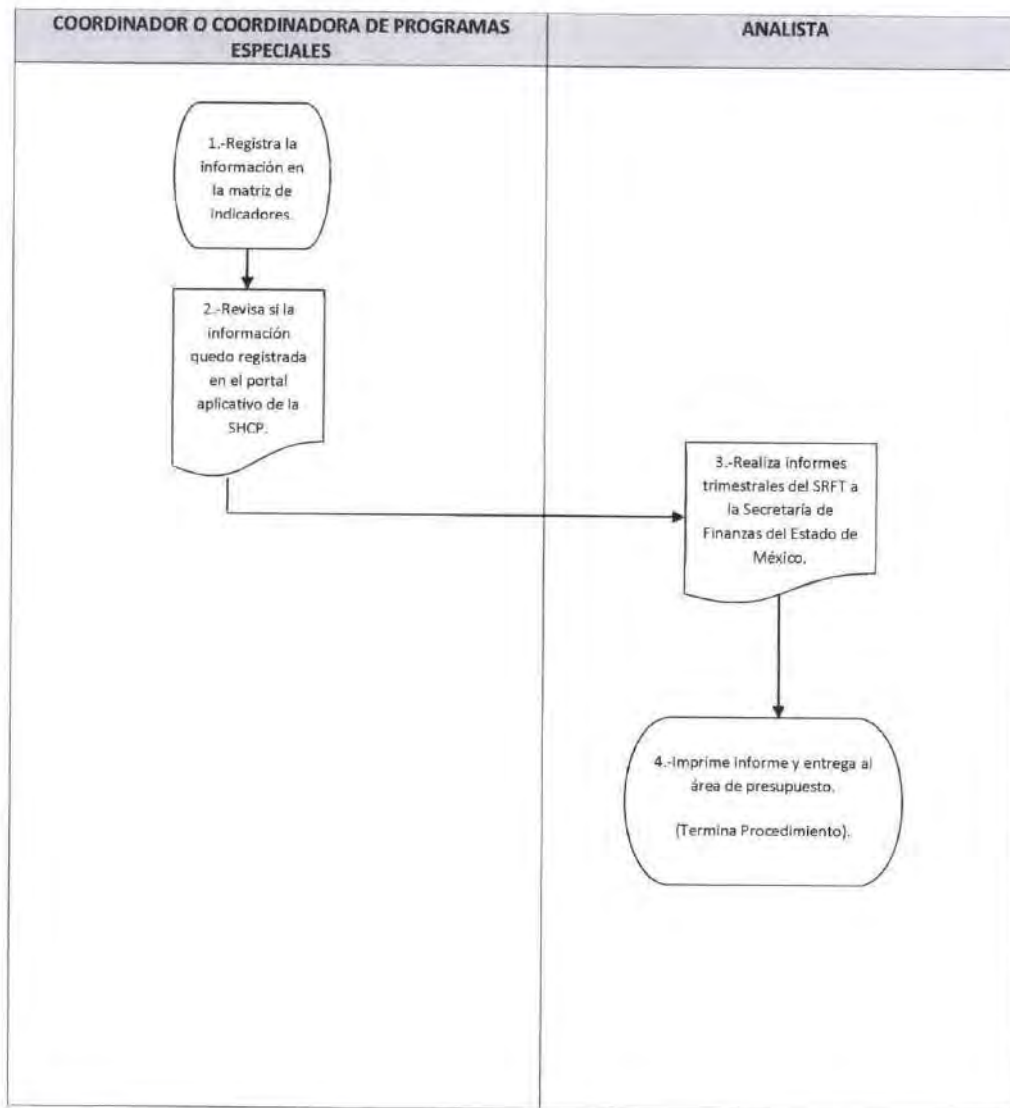 COORDINADOR O COORDINADORA DE PROGRAMAS
ESPECIALES
ANALISTA
1.-Registra la
información en
la matriz de
indicadores.
2.-Revisa si la
información
quedo registrada
en el portal
aplicativo de la
SHCP.
3.-Realiza informes
trimestrales del SRFT a
la Secretaría de
Finanzas del Estado de
México.
4.-Imprime informe y entrega al
área de presupuesto.
(Termina Procedimiento).